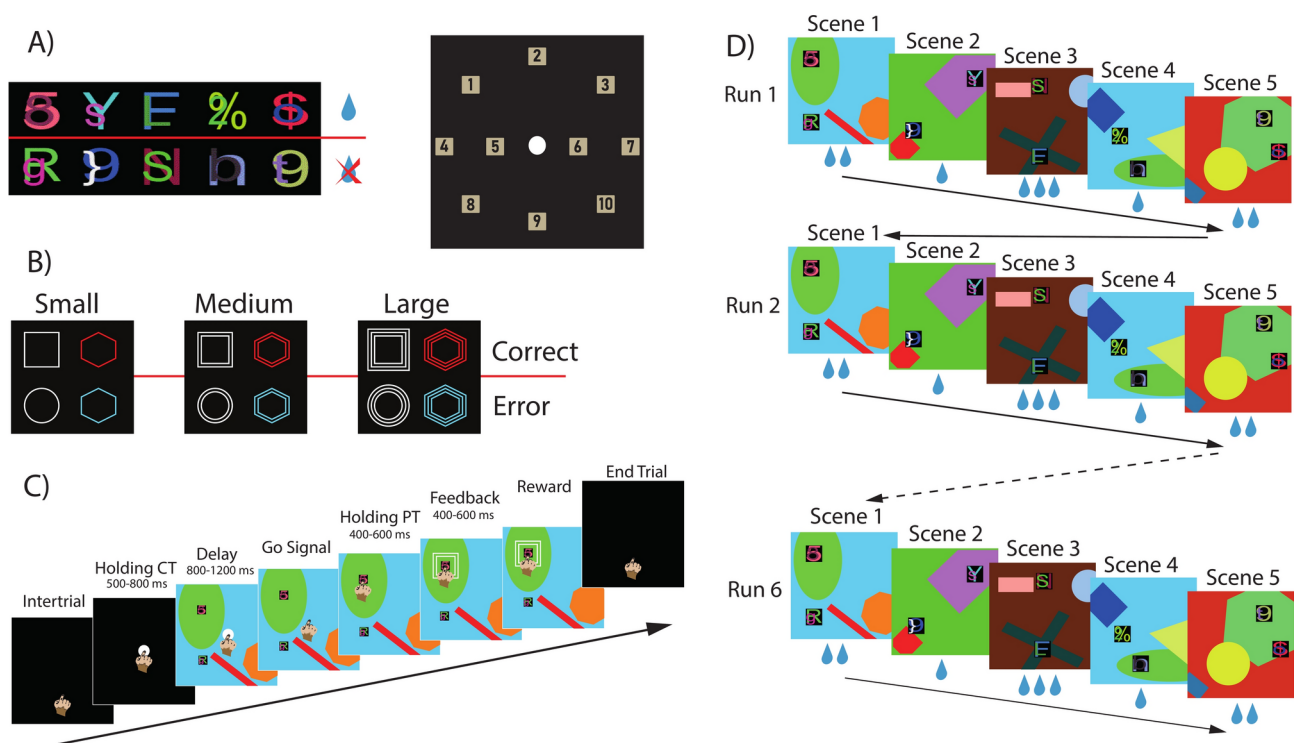 A)
5 s Y E % $
R g } 9 S N h t 9
1 2 3
4 5 6 7
8 9 10
B)
Small Medium Large
Correct
Error
C)
Intertrial
Holding CT
500-800 ms
Delay
800-1200 ms
Go Signal
Holding PT
400-600 ms
Feedback
400-600 ms
Reward
End Trial
D)
Scene 1
Scene 2
Scene 3
Scene 4
Scene 5
Run 1
Scene 1
Scene 2
Scene 3
Scene 4
Scene 5
Run 2
Scene 1
Scene 2
Scene 3
Scene 4
Scene 5
Run 6